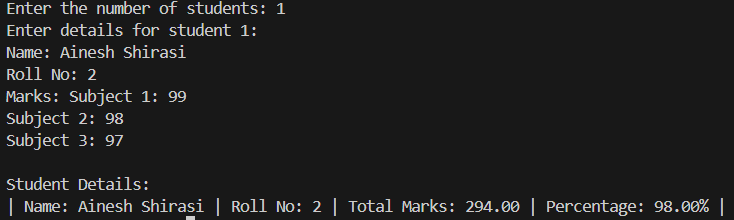 Enter the number of students: 1
Enter details for student 1:
Name: Ainesh Shirasi
Roll No: 2
Marks: Subject 1: 99
Subject 2: 98
Subject 3: 97
Student Details:
| Name: Ainesh Shirasi | Roll No: 2 | Total Marks: 294.00 | Percentage: 98.00% |